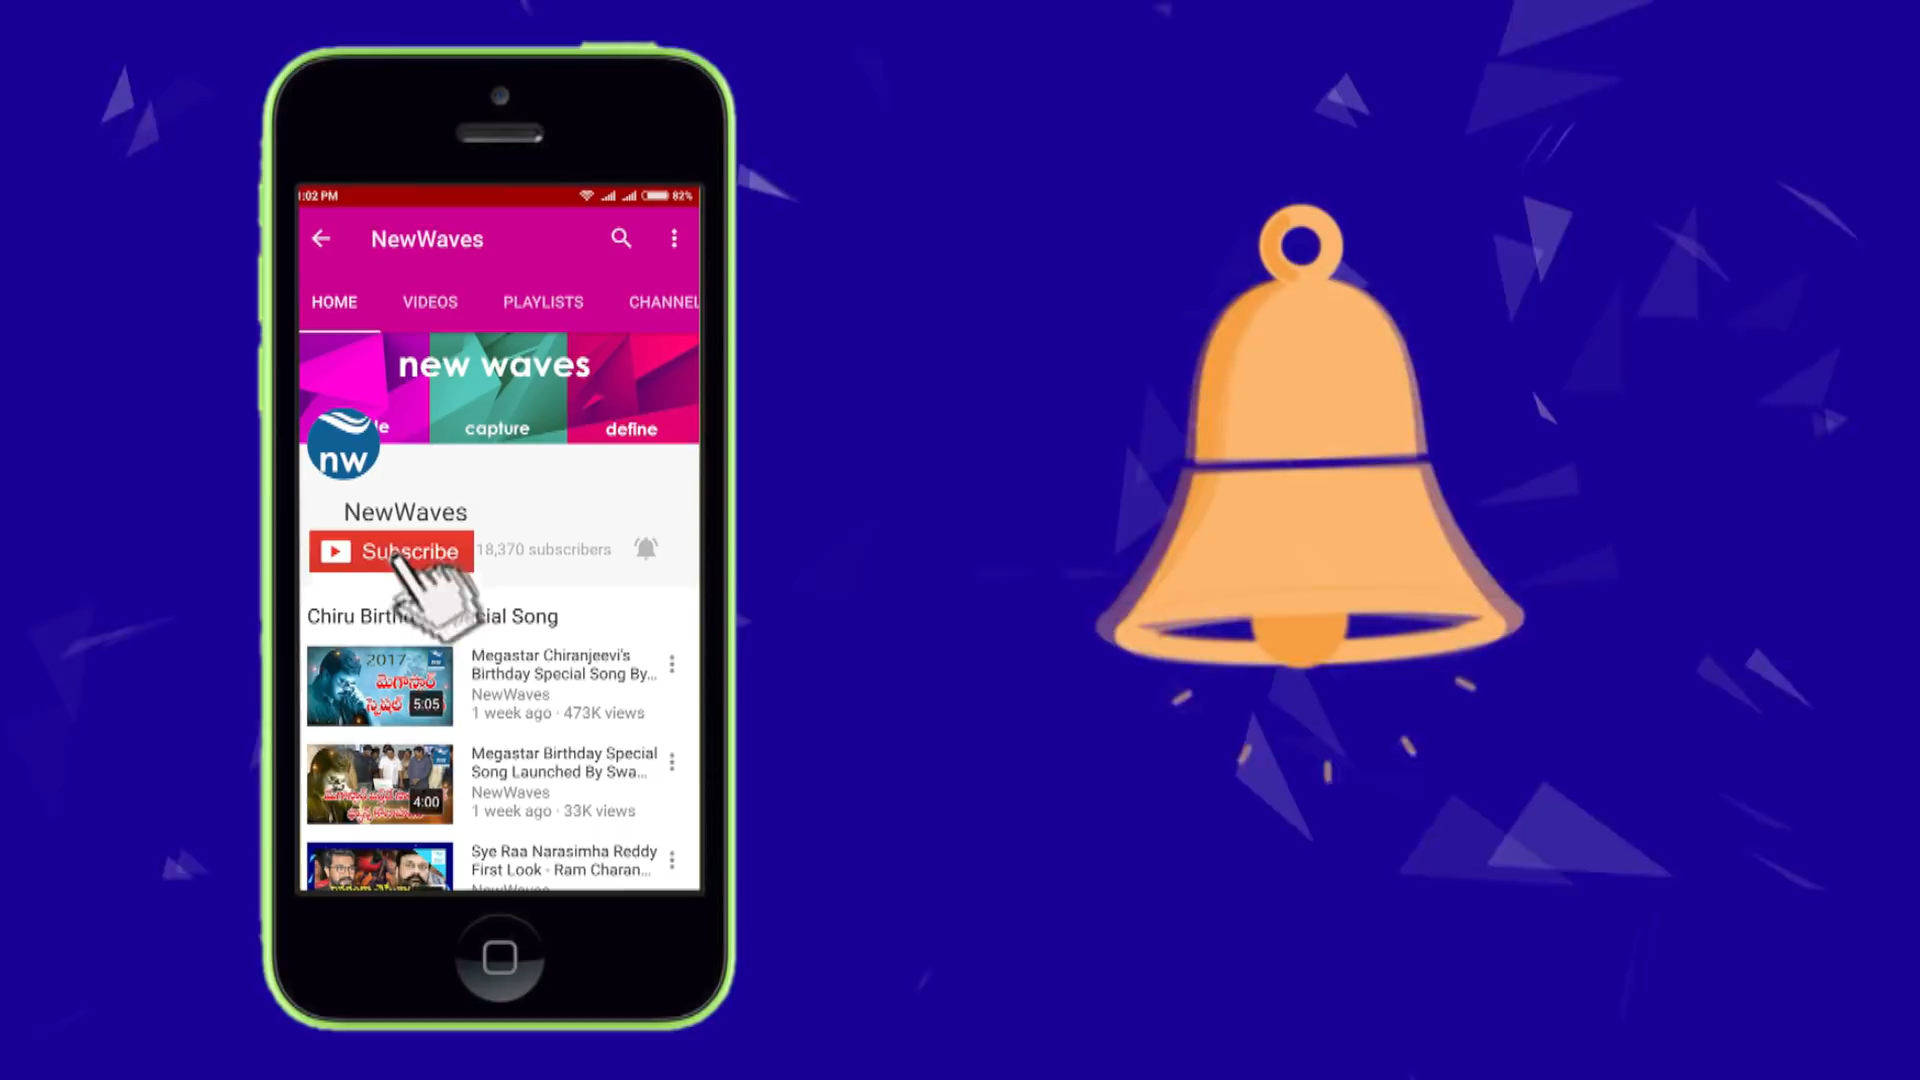 1:02 PM
82%
NewWaves
HOME VIDEOS PLAYLISTS CHANNEL
new waves
capture
define
nw
NewWaves
Subscribe
18,370 subscribers
Chiru
Song
2017
మెగాస్టార్
స్పెషల్
5:05
Megastar Chiranjeevi's
Birthday Special Song By...
NewWaves
1 week ago · 473K views
4:00
Megastar Birthday Special
Song Launched By Swa...
NewWaves
1 week ago · 33K views
Sye Raa Narasimha Reddy
First Look - Ram Charan...
NewWaves